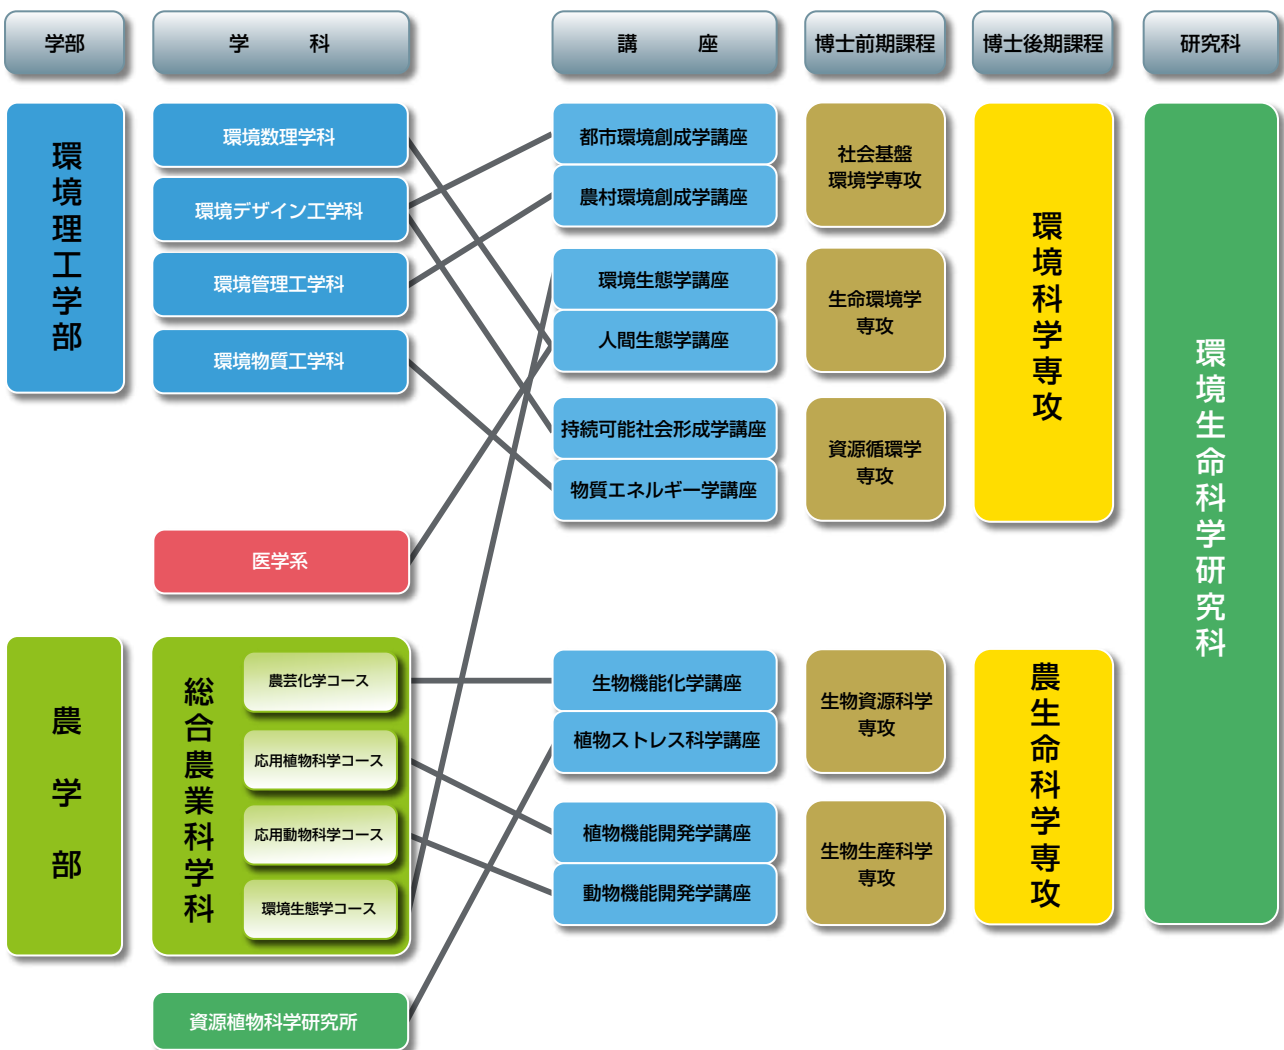 学部
学科
講座
博士前期課程
博士後期課程
研究科
環境理工学部
環境数理学科
環境デザイン工学科
環境管理工学科
環境物質工学科
医学系
農学部
総合農業科学科
農芸化学コース
応用植物科学コース
応用動物科学コース
環境生態学コース
資源植物科学研究所
都市環境創成学講座
農村環境創成学講座
環境生態学講座
人間生態学講座
持続可能社会形成学講座
物質エネルギー学講座
生物機能化学講座
植物ストレス科学講座
植物機能開発学講座
動物機能開発学講座
社会基盤
環境学専攻
生命環境学
専攻
資源循環学
専攻
生物資源科学
専攻
生物生産科学
専攻
環境科学専攻
農生命科学専攻
環境生命科学研究科